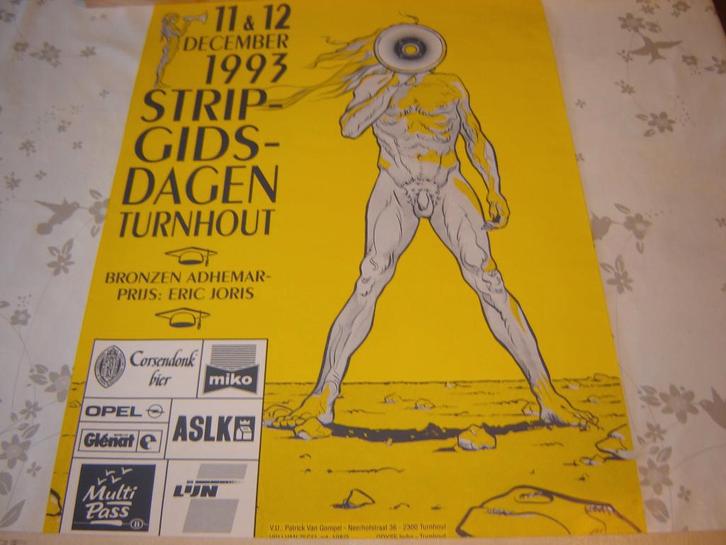 11 & 12
DECEMBER
1993
STRIP-
GIDS-
DAGEN
TURNHOUT
BRONZEN ADHEMAR-
PRIJS: ERIC JORIS
Corsendonk
bier
miko
OPEL
Glénat
ASLK
Multi
Pass
B
LIJN
V.U.: Patrick Van Gompel - Neerhofstraat 36 - 2300 Turnhout